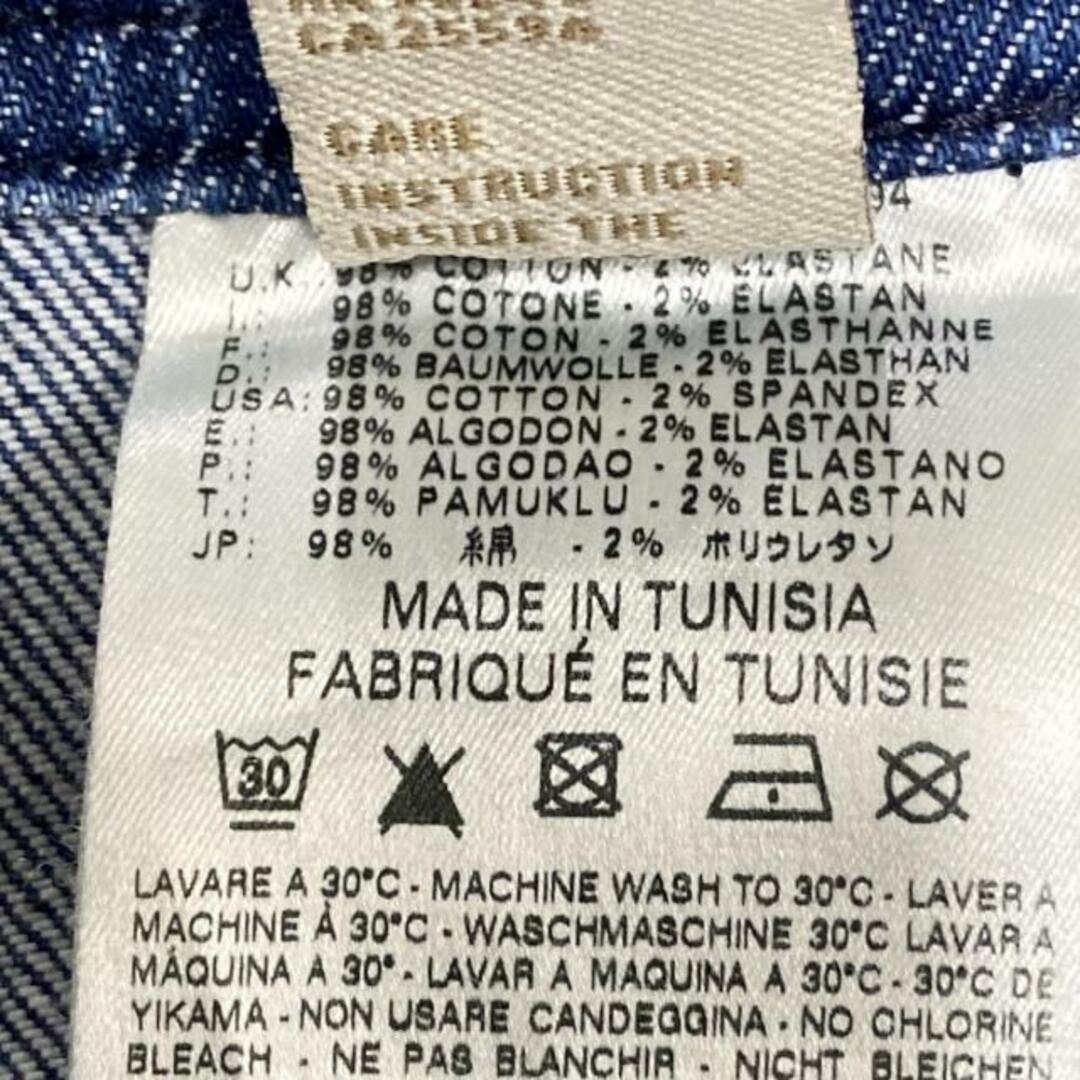 CA25594
CARE
INSTRUCTION
INSIDE THE
94
U.K.: 98% COTTON - 2% ELASTANE
I.: 98% COTONE - 2% ELASTAN
F.: 98% COTON - 2% ELASTHANNE
D.: 98% BAUMWOLLE - 2% ELASTHAN
USA: 98% COTTON - 2% SPANDEX
E.: 98% ALGODON - 2% ELASTAN
P.: 98% ALGODAO - 2% ELASTANO
T.: 98% PAMUKLU - 2% ELASTAN
JP: 98% 綿 - 2% ポリウレタン
MADE IN TUNISIA
FABRIQUÉ EN TUNISIE
30
LAVARE A 30°C - MACHINE WASH TO 30°C - LAVER A
MACHINE À 30°C - WASCHMASCHINE 30°C LAVAR A
MÁQUINA A 30° - LAVAR A MAQUINA A 30°C - 30°C DE
YIKAMA - NON USARE CANDEGGINA - NO CHLORINE
BLEACH - NE PAS BLANCHIR - NICHT BLEICHEN